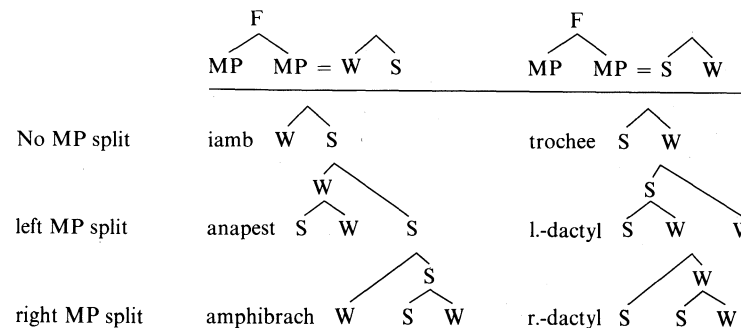 F F
MP MP = W S MP MP = S W
No MP split iamb W S trochee S W
W S
left MP split anapest S W S l.-dactyl S W
S W
right MP split amphibrach W S W r.-dactyl S S W